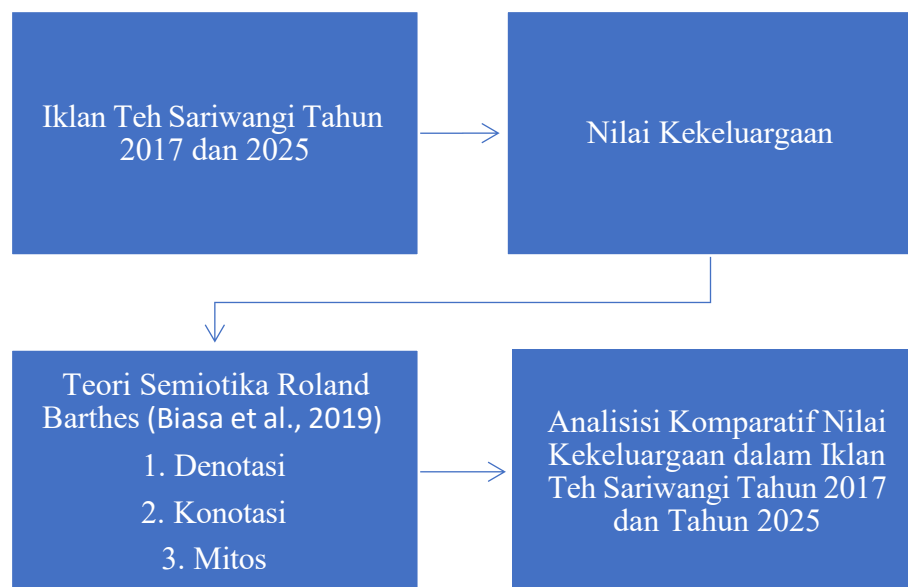 Iklan Teh Sariwangi Tahun
2017 dan 2025
Nilai Kekeluargaan
Teori Semiotika Roland
Barthes (Biasa et al., 2019)
1. Denotasi
2. Konotasi
3. Mitos
Analisisi Komparatif Nilai
Kekeluargaan dalam Iklan
Teh Sariwangi Tahun 2017
dan Tahun 2025